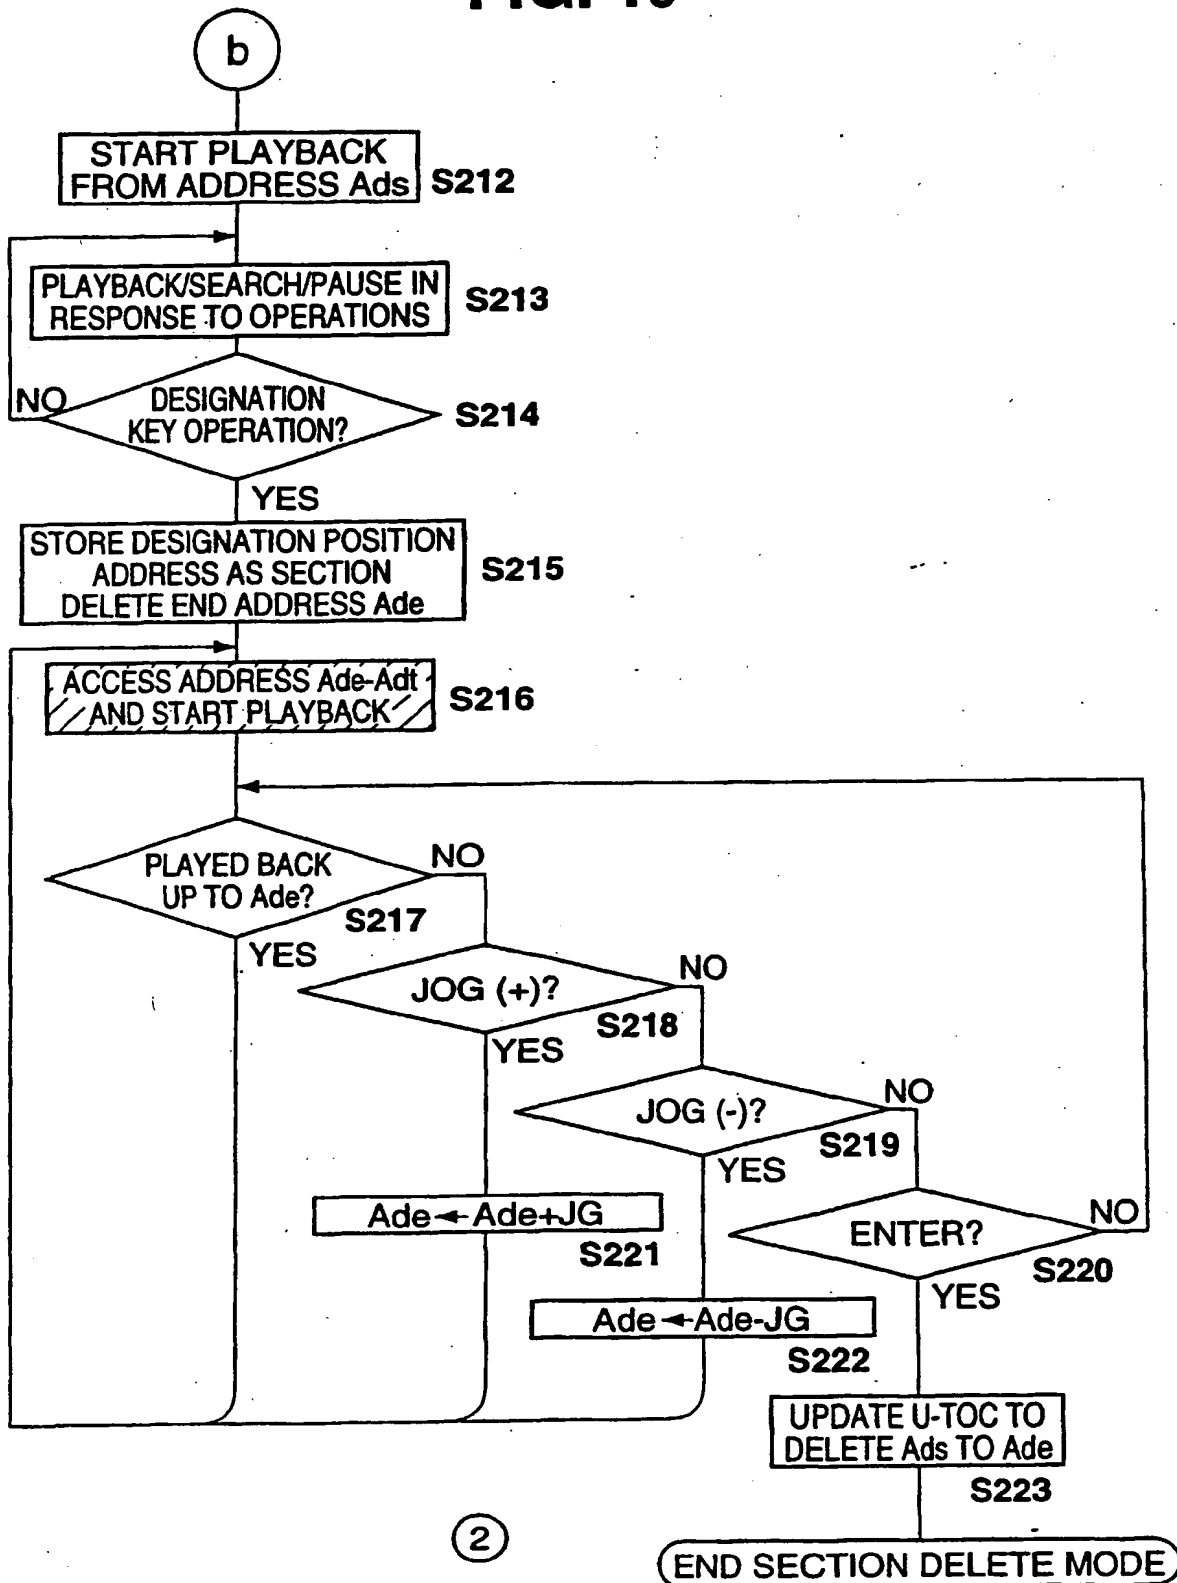 b
START PLAYBACK
FROM ADDRESS Ads
S212
PLAYBACK/SEARCH/PAUSE IN
RESPONSE TO OPERATIONS
S213
NO
DESIGNATION
KEY OPERATION?
S214
YES
STORE DESIGNATION POSITION
ADDRESS AS SECTION
DELETE END ADDRESS Ade
S215
ACCESS ADDRESS Ade-Adt
AND START PLAYBACK
S216
PLAYED BACK
UP TO Ade?
NO
S217
YES
JOG (+)?
NO
S218
YES
JOG (-)?
NO
S219
YES
Ade←Ade+JG
S221
ENTER?
NO
S220
YES
Ade←Ade-JG
S222
UPDATE U-TOC TO
DELETE Ads TO Ade
S223
2
END SECTION DELETE MODE